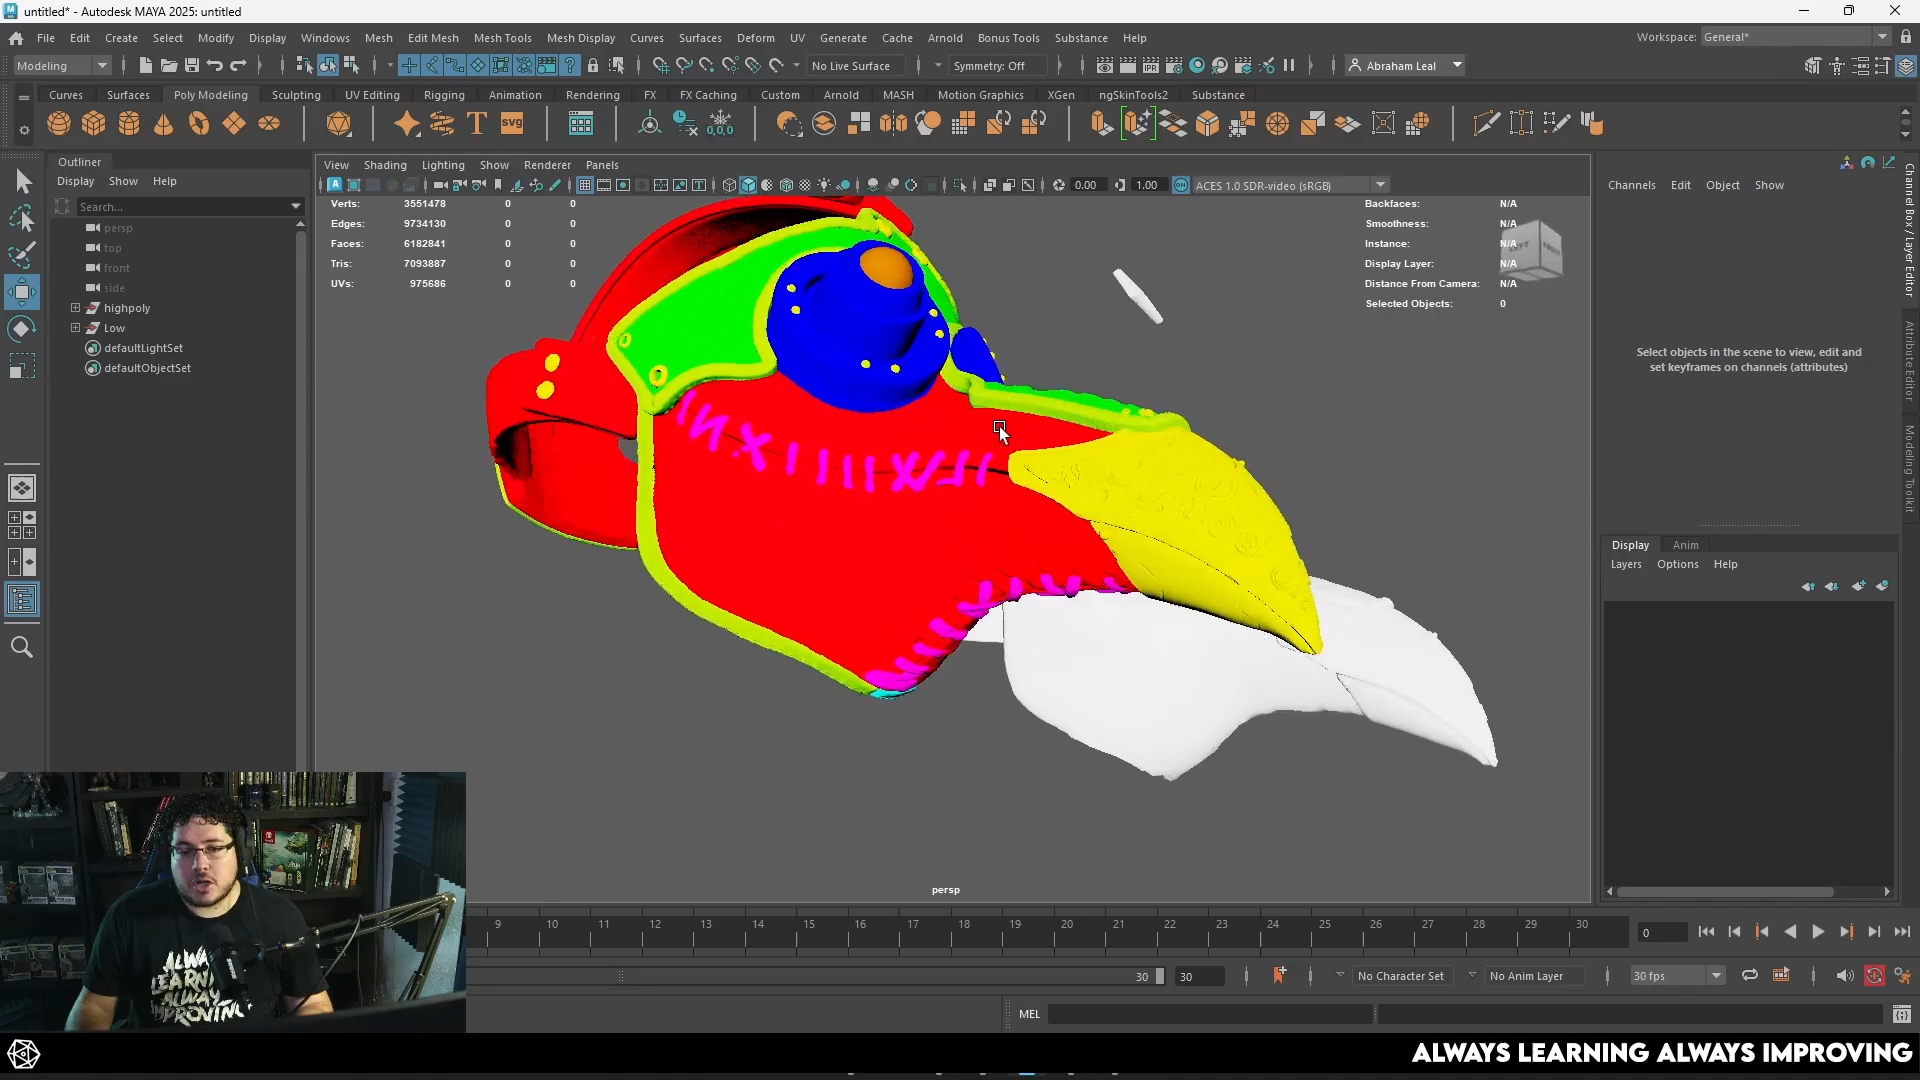 untitled* - Autodesk MAYA 2025: untitled
File Edit Create Select Modify Display Windows Mesh Edit Mesh Mesh Tools Mesh Display Curves Surfaces Deform UV Generate Cache Arnold Bonus Tools Substance Help
Workspace: General*
Modeling No Live Surface Symmetry: Off Abraham Leal
Curves Surfaces Poly Modeling Sculpting UV Editing Rigging Animation Rendering FX FX Caching Custom Arnold MASH Motion Graphics XGen ngSkinTools2 Substance
Outliner
Display Show Help
Search...
persp
top
front
side
highpoly
Low
defaultLightSet
defaultObjectSet
View Shading Lighting Show Renderer Panels
0.00 1.00 ACES 1.0 SDR-video (sRGB)
Verts: 3551478 0 0
Edges: 9734130 0 0
Faces: 6182841 0 0
Tris: 7093887 0 0
UVs: 975686 0 0
Backfaces: N/A
Smoothness: N/A
Instance: N/A
Display Layer: N/A
Distance From Camera: N/A
Selected Objects: 0
persp
Channels Edit Object Show
Select objects in the scene to view, edit and
set keyframes on channels (attributes)
Channel Box / Layer Editor
Attribute Editor
Modeling Toolkit
Display Anim
Layers Options Help
9 10 11 12 13 14 15 16 17 18 19 20 21 22 23 24 25 26 27 28 29 30
0
30 30 No Character Set No Anim Layer 30 fps
MEL
ALWAYS LEARNING ALWAYS IMPROVING